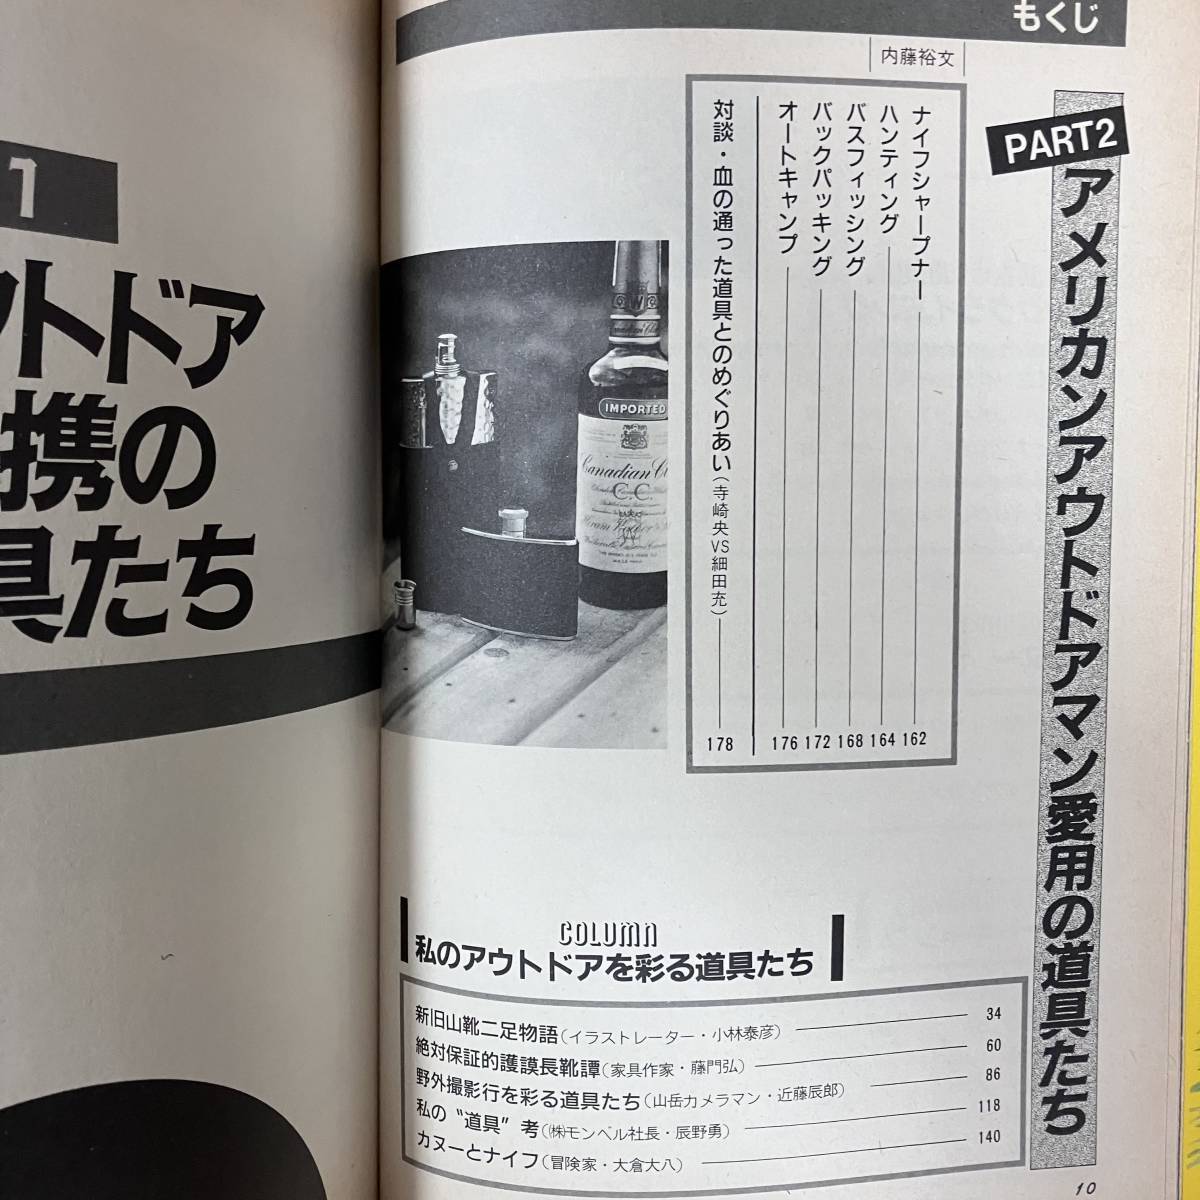 もくじ
内藤裕文
PART2
アメリカンアウトドアマン愛用の道具たち
ナイフシャープナー 162
ハンティング 164
バスフィッシング 168
バックパッキング 172
オートキャンプ 176
対談・血の通った道具とのめぐりあい(寺崎央VS細田充) 178
IMPORTED
Canadian
C.C.
COLUMN
私のアウトドアを彩る道具たち
新旧山靴二足物語(イラストレーター・小林泰彦) 34
絶対保証的護謨長靴譚(家具作家・藤門弘) 60
野外撮影行を彩る道具たち(山岳カメラマン・近藤辰郎) 86
私の“道具”考(㈱モンベル社長・辰野勇) 118
カヌーとナイフ(冒険家・大倉大八) 140
10
1
ウトドア
携の
具たち